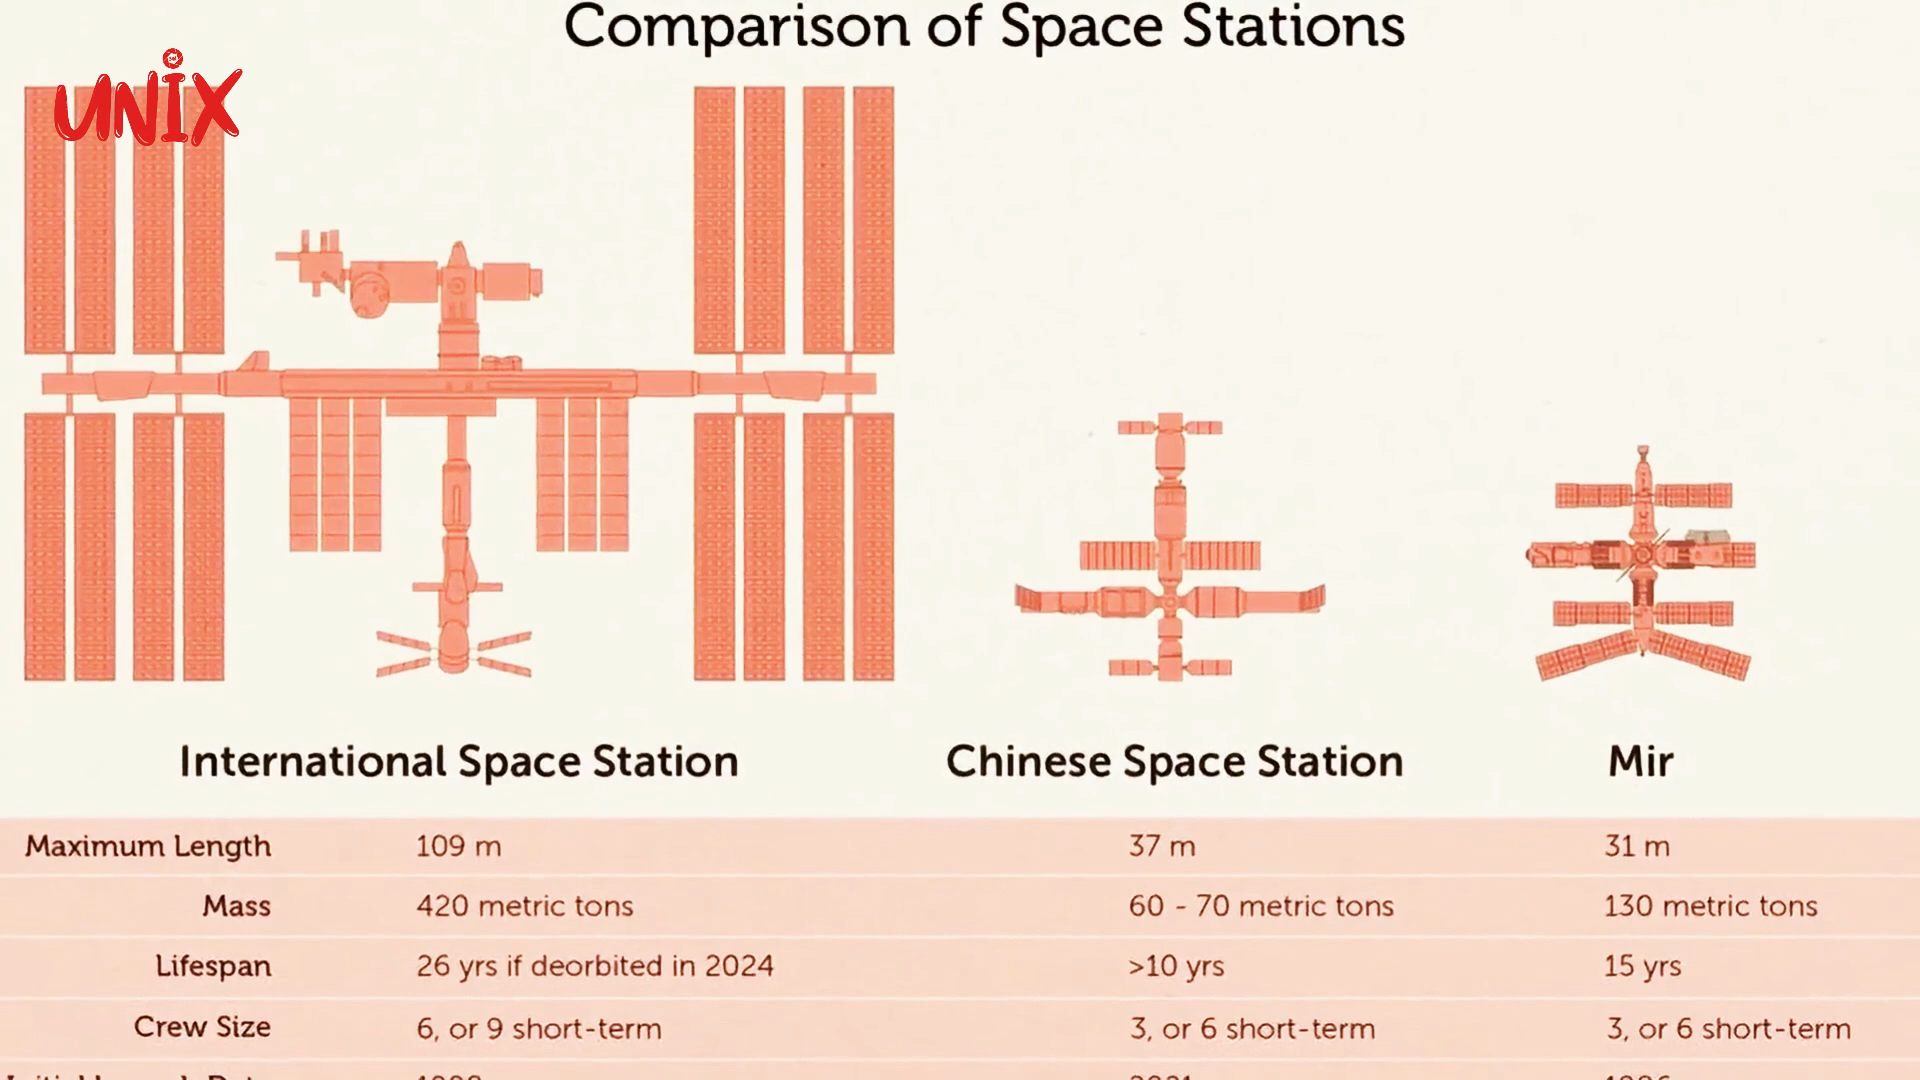 Comparison of Space Stations
UNiX
International Space Station Chinese Space Station Mir
Maximum Length 109 m 37 m 31 m
Mass 420 metric tons 60 - 70 metric tons 130 metric tons
Lifespan 26 yrs if deorbited in 2024 >10 yrs 15 yrs
Crew Size 6, or 9 short-term 3, or 6 short-term 3, or 6 short-term